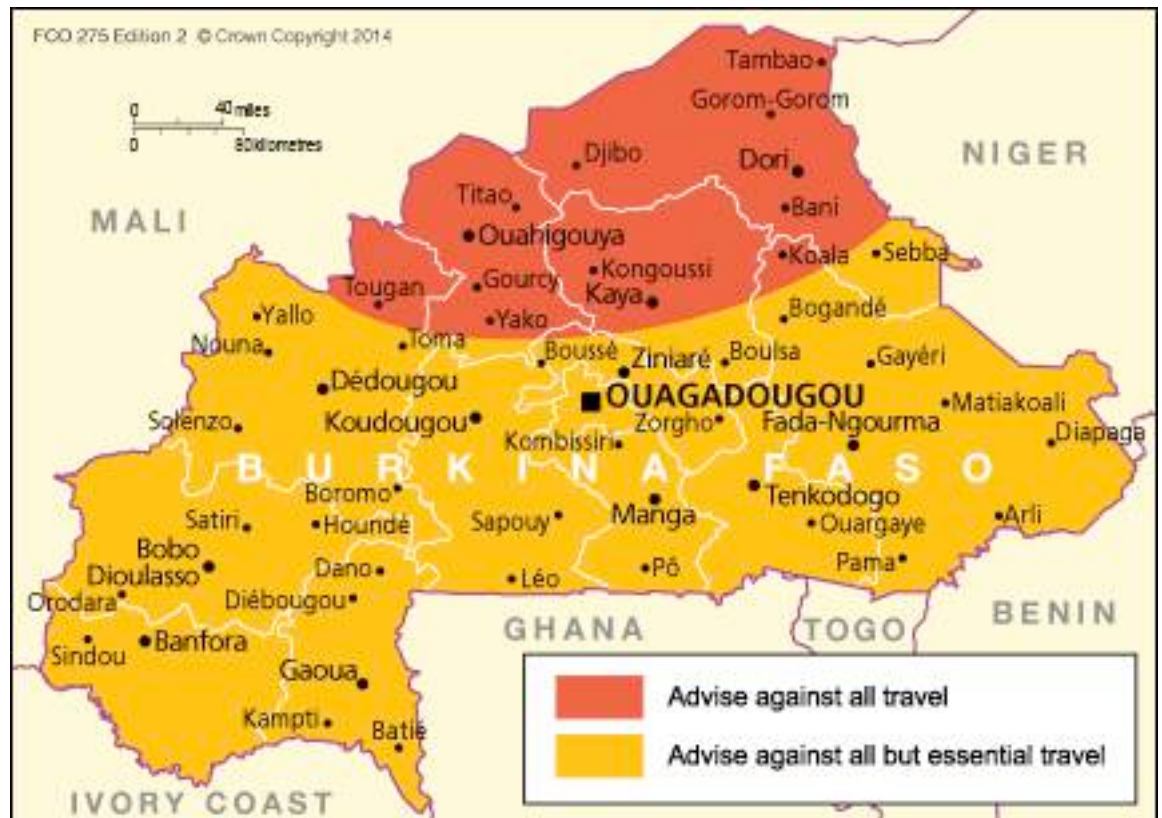 FCO 275 Edition 2 © Crown Copyright 2014
0 40 miles
0 80 kilometres
MALI
NIGER
Tambao
Gorom-Gorom
Djibo
Dori
Titao
Bani
Ouahigouya
Koala
Sebba
Kongoussi
Gourcy
Tougan
Kaya
Bogandé
Yallo
Yako
Nouna
Toma
Boussé
Ziniaré
Boulsa
Gayéri
Dédougou
OUAGADOUGOU
Matiakoali
Solenzo
Koudougou
Zorgho
Fada-Ngourma
Diapaga
Kombissiri
BURKINA FASO
Boromo
Tenkodogo
Satiri
Houndé
Sapouy
Manga
Ouargaye
Arli
Bobo
Dioulasso
Dano
Léo
Pô
Pama
Orodara
Diébougou
GHANA
TOGO
BENIN
Sindou
Banfora
Gaoua
Kampti
Batié
IVORY COAST
Advise against all travel
Advise against all but essential travel